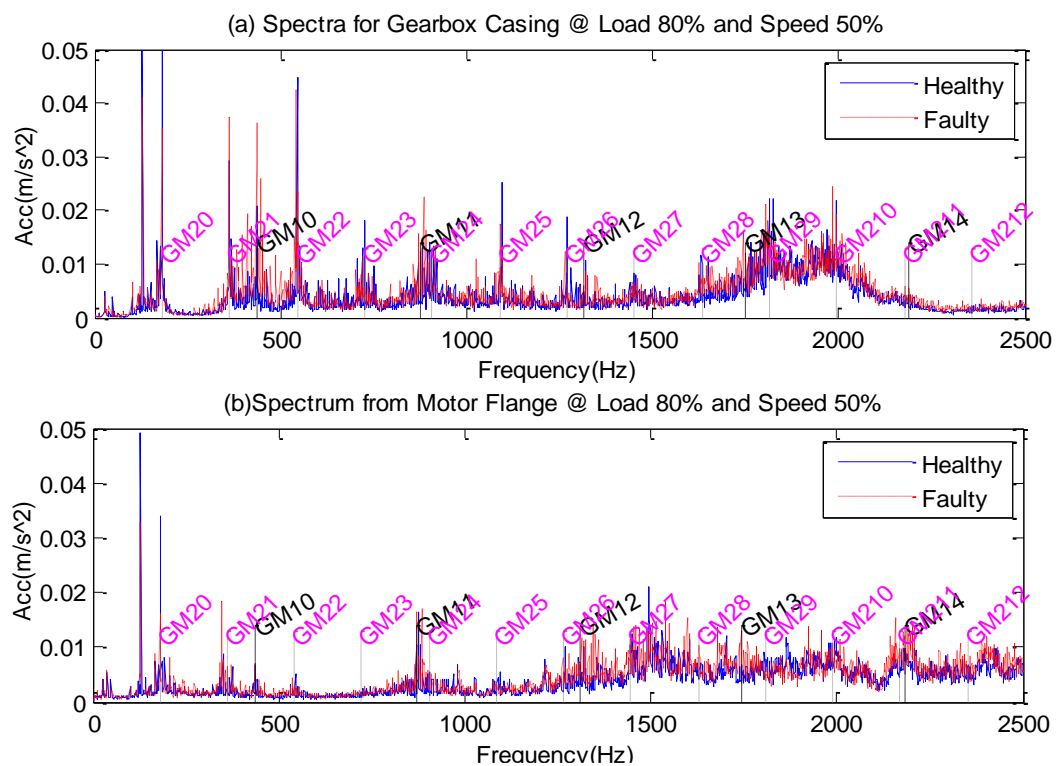 (a) Spectra for Gearbox Casing @ Load 80% and Speed 50%
0.05
0.04
0.03
0.02
0.01
0
Acc(m/s^2)
Healthy
Faulty
GM20
GM21
GM10
GM22
GM23
GM11
GM24
GM25
GM26
GM12
GM27
GM28
GM13
GM29
GM210
GM211
GM14
GM212
0 500 1000 1500 2000 2500
Frequency(Hz)
(b)Spectrum from Motor Flange @ Load 80% and Speed 50%
0.05
0.04
0.03
0.02
0.01
0
Acc(m/s^2)
Healthy
Faulty
GM20
GM21
GM10
GM22
GM23
GM11
GM24
GM25
GM26
GM12
GM27
GM28
GM13
GM29
GM210
GM211
GM14
GM212
0 500 1000 1500 2000 2500
Frequency(Hz)